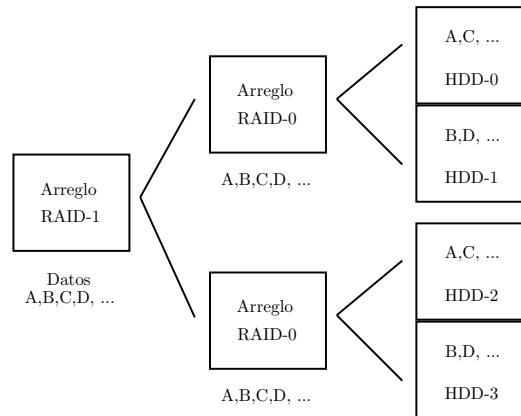 Arreglo
RAID-1
Datos
A,B,C,D, ...
Arreglo
RAID-0
A,B,C,D, ...
Arreglo
RAID-0
A,B,C,D, ...
A,C, ...
HDD-0
B,D, ...
HDD-1
A,C, ...
HDD-2
B,D, ...
HDD-3